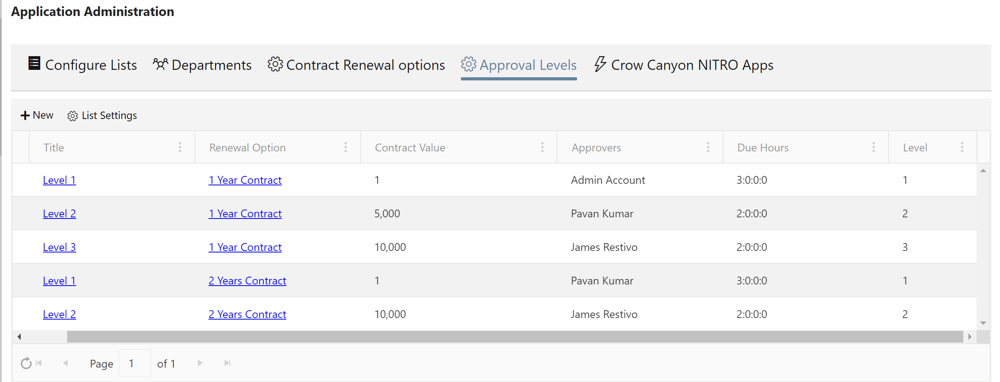 Application Administration
Configure Lists Departments Contract Renewal options Approval Levels Crow Canyon NITRO Apps
New List Settings
Title Renewal Option Contract Value Approvers Due Hours Level
Level 1 1 Year Contract 1 Admin Account 3:0:0:0 1
Level 2 1 Year Contract 5,000 Pavan Kumar 2:0:0:0 2
Level 3 1 Year Contract 10,000 James Restivo 2:0:0:0 3
Level 1 2 Years Contract 1 Pavan Kumar 3:0:0:0 1
Level 2 2 Years Contract 10,000 James Restivo 2:0:0:0 2
Page 1 of 1